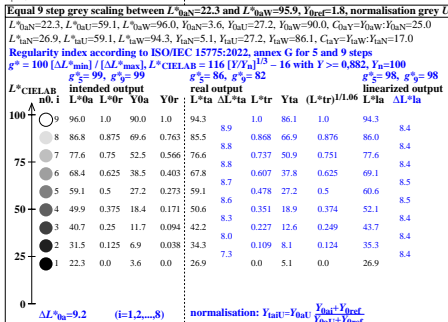 Equal 9 step grey scaling between L*0aN=22.3 and L*0aW=95.9, Y0ref=1.8, normalisation grey U
L*0aN=22.3, L*0aU=59.1, L*0aW=96.0, Y0aN=3.6, Y0aU=27.2, Y0aW=90.0, C0aY=Y0aW:Y0aN=25.0
L*taN=26.9, L*taU=59.1, L*taW=94.3, YtaN=5.1, YtaU=27.2, YtaW=86.1, CtaY=YtaW:YtaN=17.0
Regularity index according to ISO/IEC 15775:2022, annex G for 5 and 9 steps
g* = 100 [ΔL*min] / [ΔL*max], L*CIELAB = 116 [Y/Yn]1/3 − 16 with Y >= 0,882, Yn=100
g*5= 99, g*9= 99 g*5= 86, g*9= 82 g*5= 98, g*9= 98
L*CIELAB intended output real output linearized output
n0. i L*0a L*0r Y0a Y0r L*ta ΔL*ta L*tr Yta (L*tr)1/1.06 L*la ΔL*la
100 9 96.0 1.0 90.0 1.0 94.3 1.0 86.1 1.0 94.3
8.9 8.4
8 86.8 0.875 69.6 0.763 85.5 0.868 66.9 0.876 86.0
8.8 8.4
75 7 77.6 0.75 52.5 0.566 76.6 0.737 50.9 0.751 77.6
8.8 8.4
6 68.4 0.625 38.5 0.403 67.8 0.607 37.8 0.625 69.1
8.6 8.4
5 59.1 0.5 27.2 0.273 59.1 0.478 27.2 0.5 60.6
50 8.5 8.4
4 49.9 0.375 18.4 0.171 50.6 0.351 18.9 0.374 52.1
8.3 8.4
3 40.7 0.25 11.7 0.094 42.2 0.227 12.6 0.249 43.7
8.0 8.4
2 31.5 0.125 6.9 0.038 34.3 0.109 8.1 0.124 35.3
25 7.3 8.4
1 22.3 0.0 3.6 0.0 26.9 0.0 5.1 0.0 26.9
0 ΔL*0a=9.2 (i=1,2,...,8) normalisation: YtaiU=Y0aU Y0ai+Y0ref
Y0aU+Y0ref